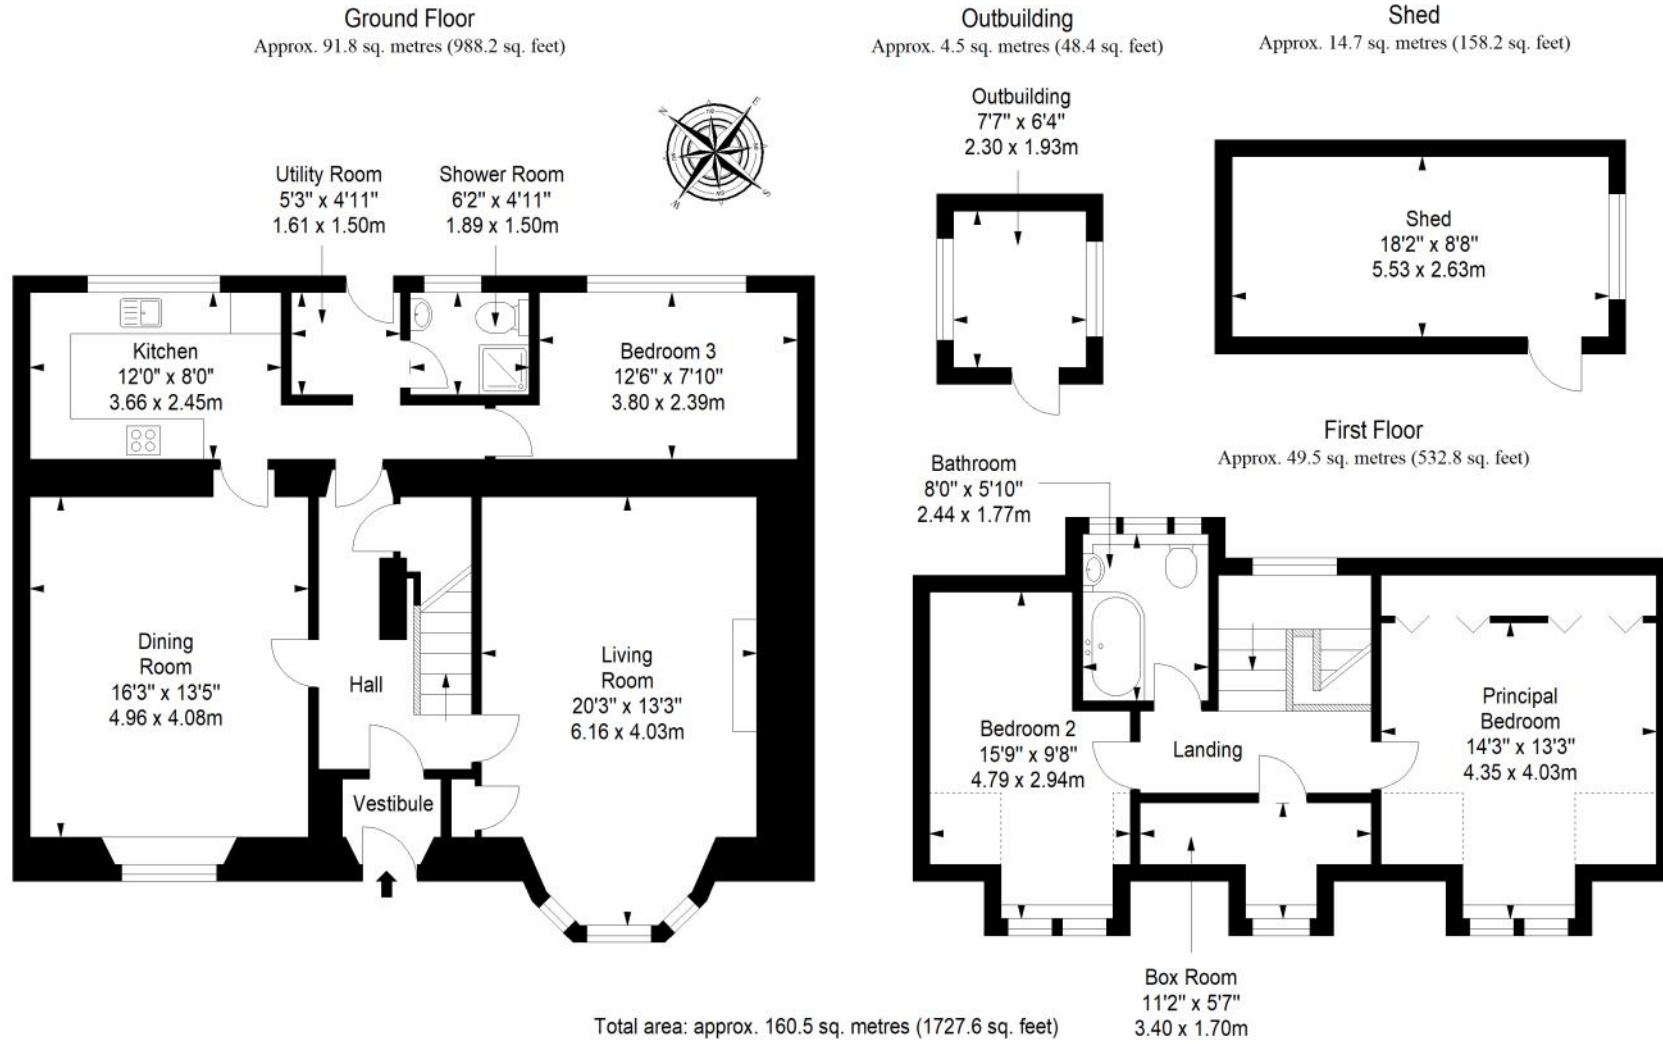 Ground Floor
Approx. 91.8 sq. metres (988.2 sq. feet)
Outbuilding
Approx. 4.5 sq. metres (48.4 sq. feet)
Shed
Approx. 14.7 sq. metres (158.2 sq. feet)
N
E
S
W
Utility Room
5'3" x 4'11"
1.61 x 1.50m
Shower Room
6'2" x 4'11"
1.89 x 1.50m
Outbuilding
7'7" x 6'4"
2.30 x 1.93m
Shed
18'2" x 8'8"
5.53 x 2.63m
Kitchen
12'0" x 8'0"
3.66 x 2.45m
Bedroom 3
12'6" x 7'10"
3.80 x 2.39m
Dining
Room
16'3" x 13'5"
4.96 x 4.08m
Hall
Living
Room
20'3" x 13'3"
6.16 x 4.03m
Vestibule
First Floor
Approx. 49.5 sq. metres (532.8 sq. feet)
Bathroom
8'0" x 5'10"
2.44 x 1.77m
Bedroom 2
15'9" x 9'8"
4.79 x 2.94m
Landing
Principal
Bedroom
14'3" x 13'3"
4.35 x 4.03m
Box Room
11'2" x 5'7"
3.40 x 1.70m
Total area: approx. 160.5 sq. metres (1727.6 sq. feet)